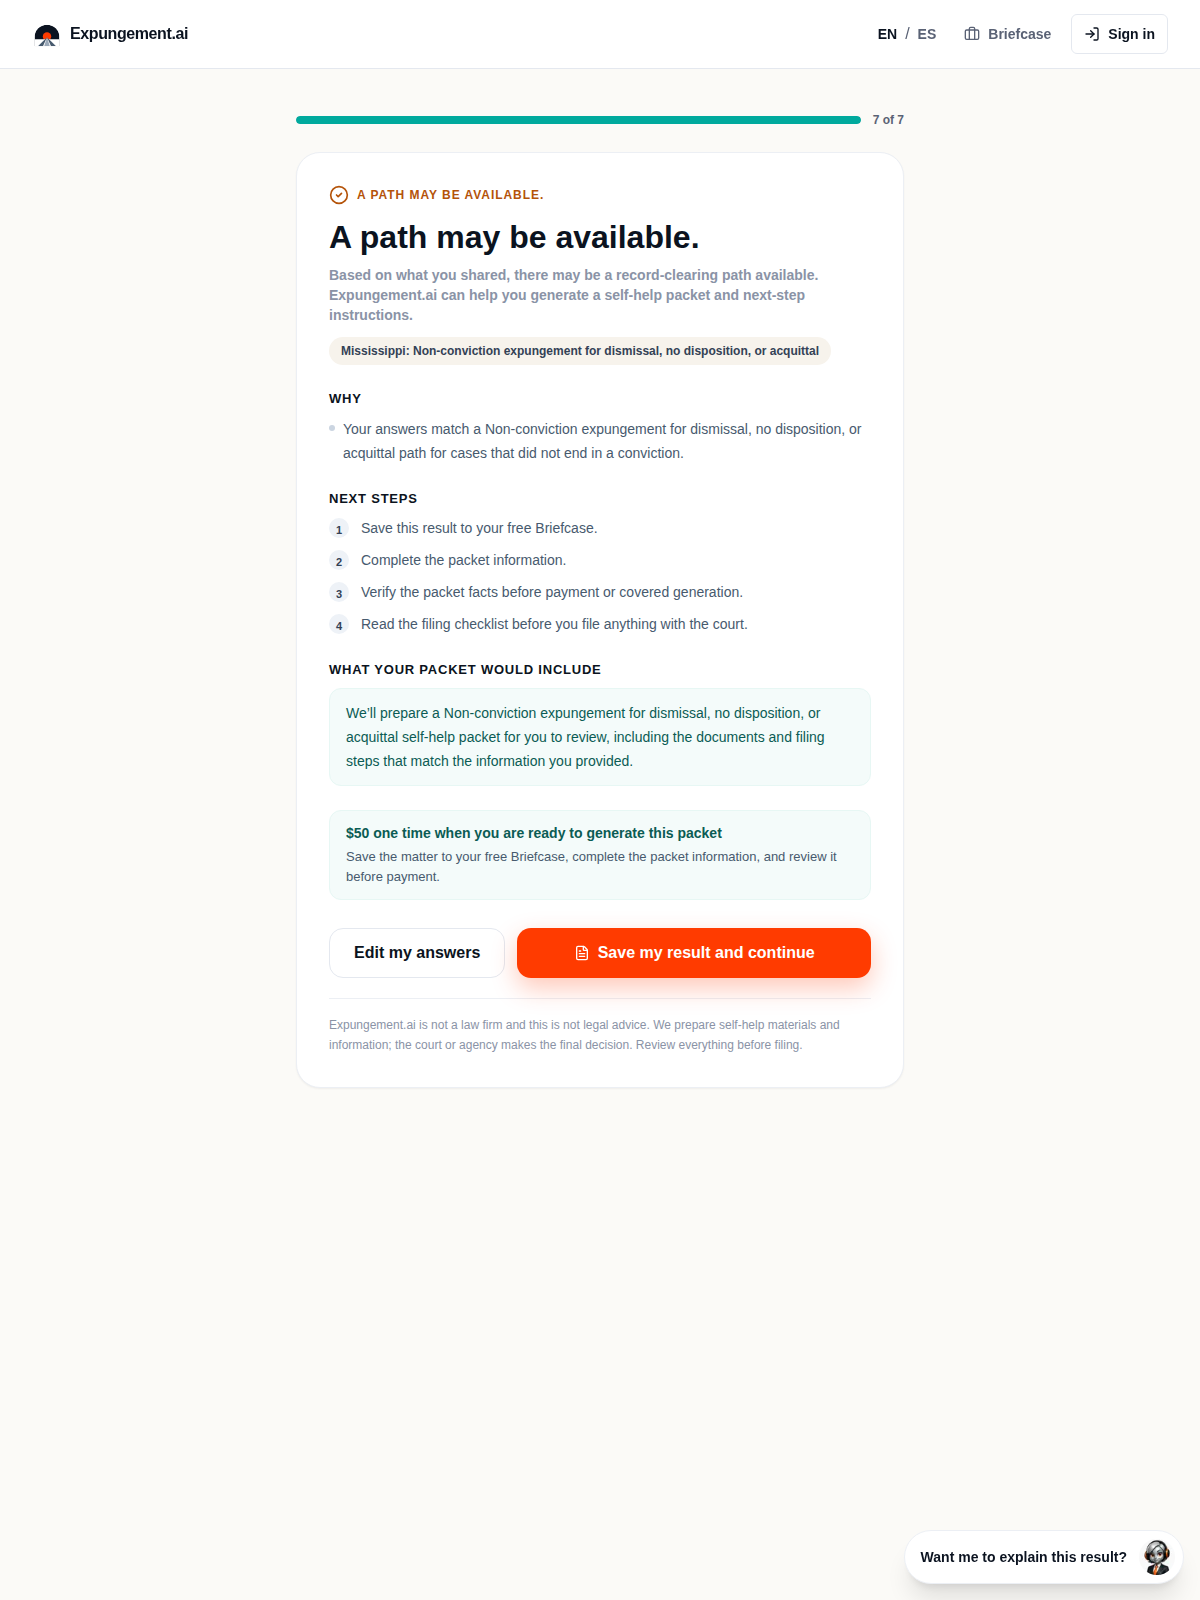 Expungement.ai
EN / ES
Briefcase
Sign in
7 of 7
A PATH MAY BE AVAILABLE.
A path may be available.
Based on what you shared, there may be a record-clearing path available.
Expungement.ai can help you generate a self-help packet and next-step
instructions.
Mississippi: Non-conviction expungement for dismissal, no disposition, or acquittal
WHY
Your answers match a Non-conviction expungement for dismissal, no disposition, or
acquittal path for cases that did not end in a conviction.
NEXT STEPS
1 Save this result to your free Briefcase.
2 Complete the packet information.
3 Verify the packet facts before payment or covered generation.
4 Read the filing checklist before you file anything with the court.
WHAT YOUR PACKET WOULD INCLUDE
We’ll prepare a Non-conviction expungement for dismissal, no disposition, or
acquittal self-help packet for you to review, including the documents and filing
steps that match the information you provided.
$50 one time when you are ready to generate this packet
Save the matter to your free Briefcase, complete the packet information, and review it
before payment.
Edit my answers
Save my result and continue
Expungement.ai is not a law firm and this is not legal advice. We prepare self-help materials and
information; the court or agency makes the final decision. Review everything before filing.
Want me to explain this result?